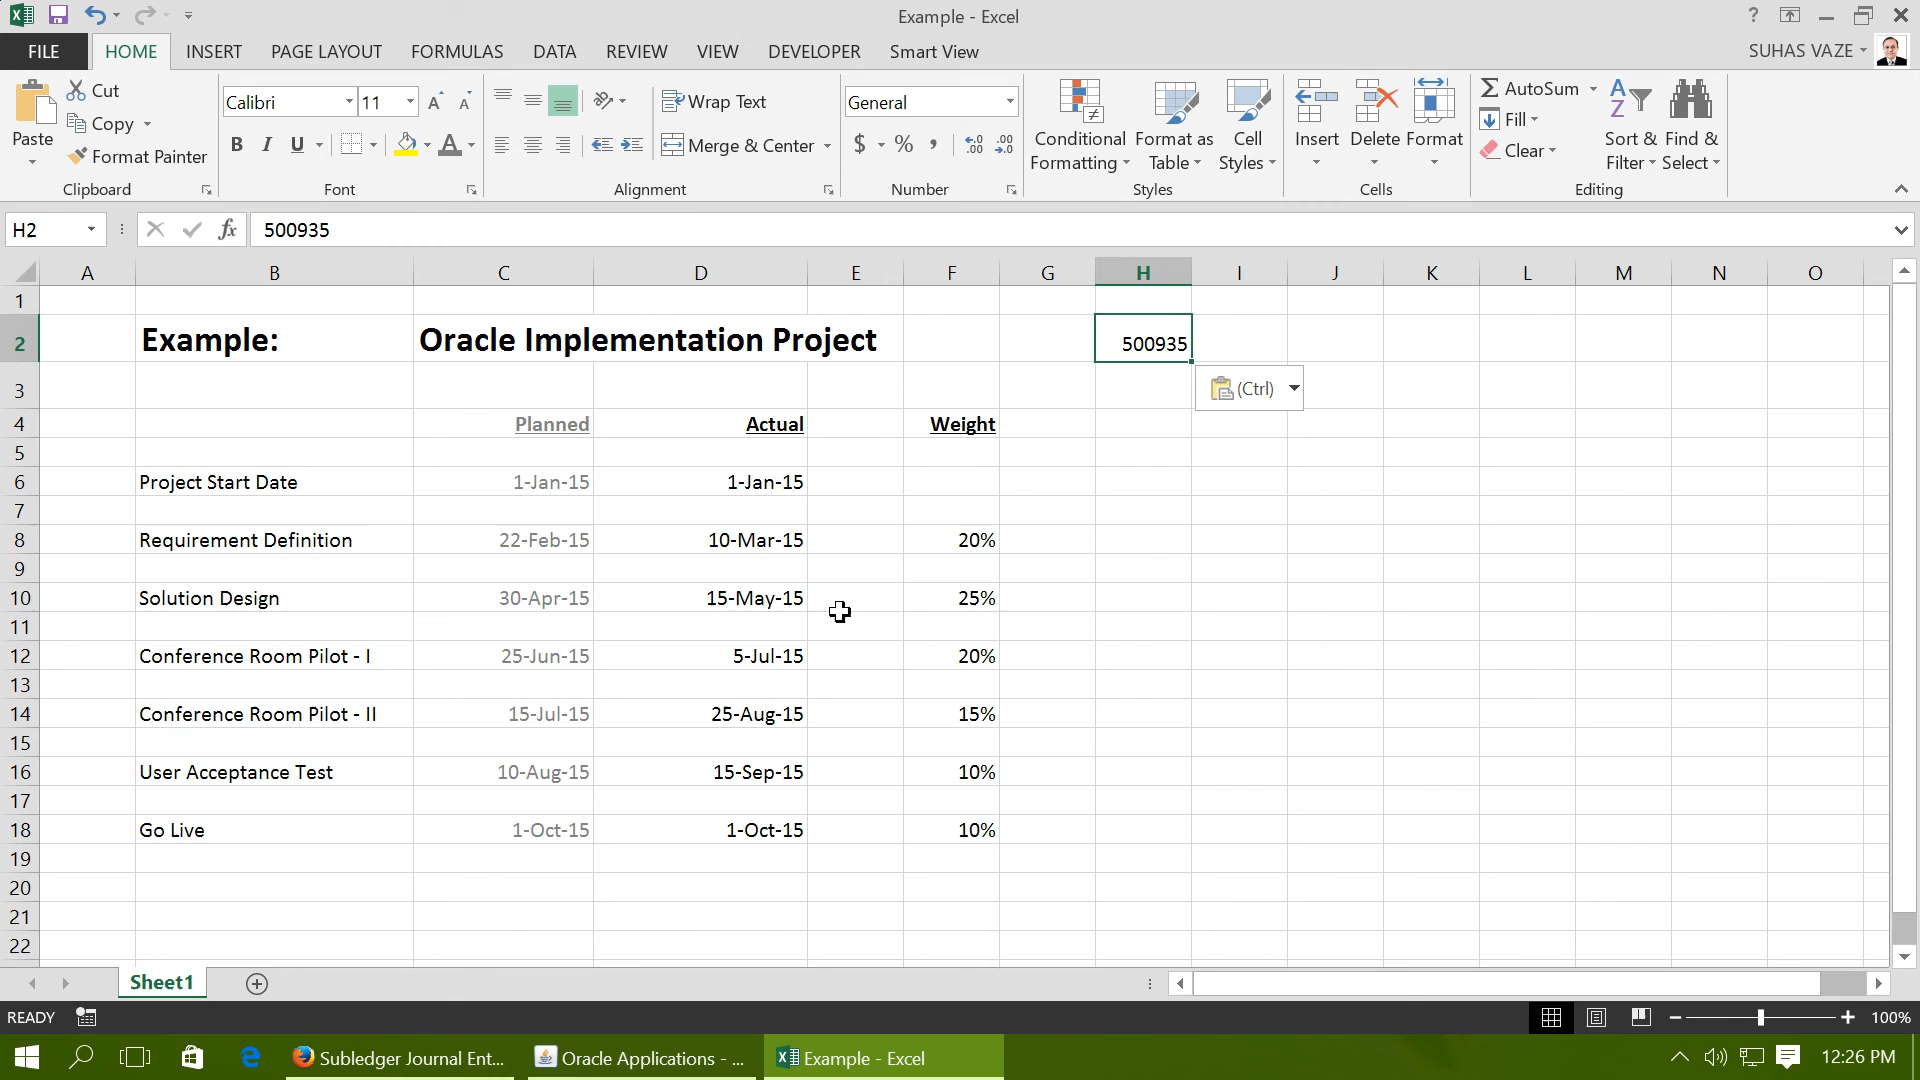 Example - Excel
?
FILE HOME INSERT PAGE LAYOUT FORMULAS DATA REVIEW VIEW DEVELOPER Smart View SUHAS VAZE
Paste
Cut
Copy
Format Painter
Clipboard
Calibri 11
A A
B I U A
Font
Wrap Text
Merge & Center
Alignment
General
$ % , .00 .00
Number
Conditional Formatting
Format as Table
Cell Styles
Styles
Insert Delete Format
Cells
AutoSum
Fill
Clear
Sort & Filter
Find & Select
Editing
H2 fx 500935
A B C D E F G H I J K L M N O
1
2 Example: Oracle Implementation Project 500935
(Ctrl)
3
4 Planned Actual Weight
5
6 Project Start Date 1-Jan-15 1-Jan-15
7
8 Requirement Definition 22-Feb-15 10-Mar-15 20%
9
10 Solution Design 30-Apr-15 15-May-15 25%
11
12 Conference Room Pilot - I 25-Jun-15 5-Jul-15 20%
13
14 Conference Room Pilot - II 15-Jul-15 25-Aug-15 15%
15
16 User Acceptance Test 10-Aug-15 15-Sep-15 10%
17
18 Go Live 1-Oct-15 1-Oct-15 10%
19
20
21
22
Sheet1
READY 100%
Subledger Journal Ent... Oracle Applications - ... Example - Excel 12:26 PM